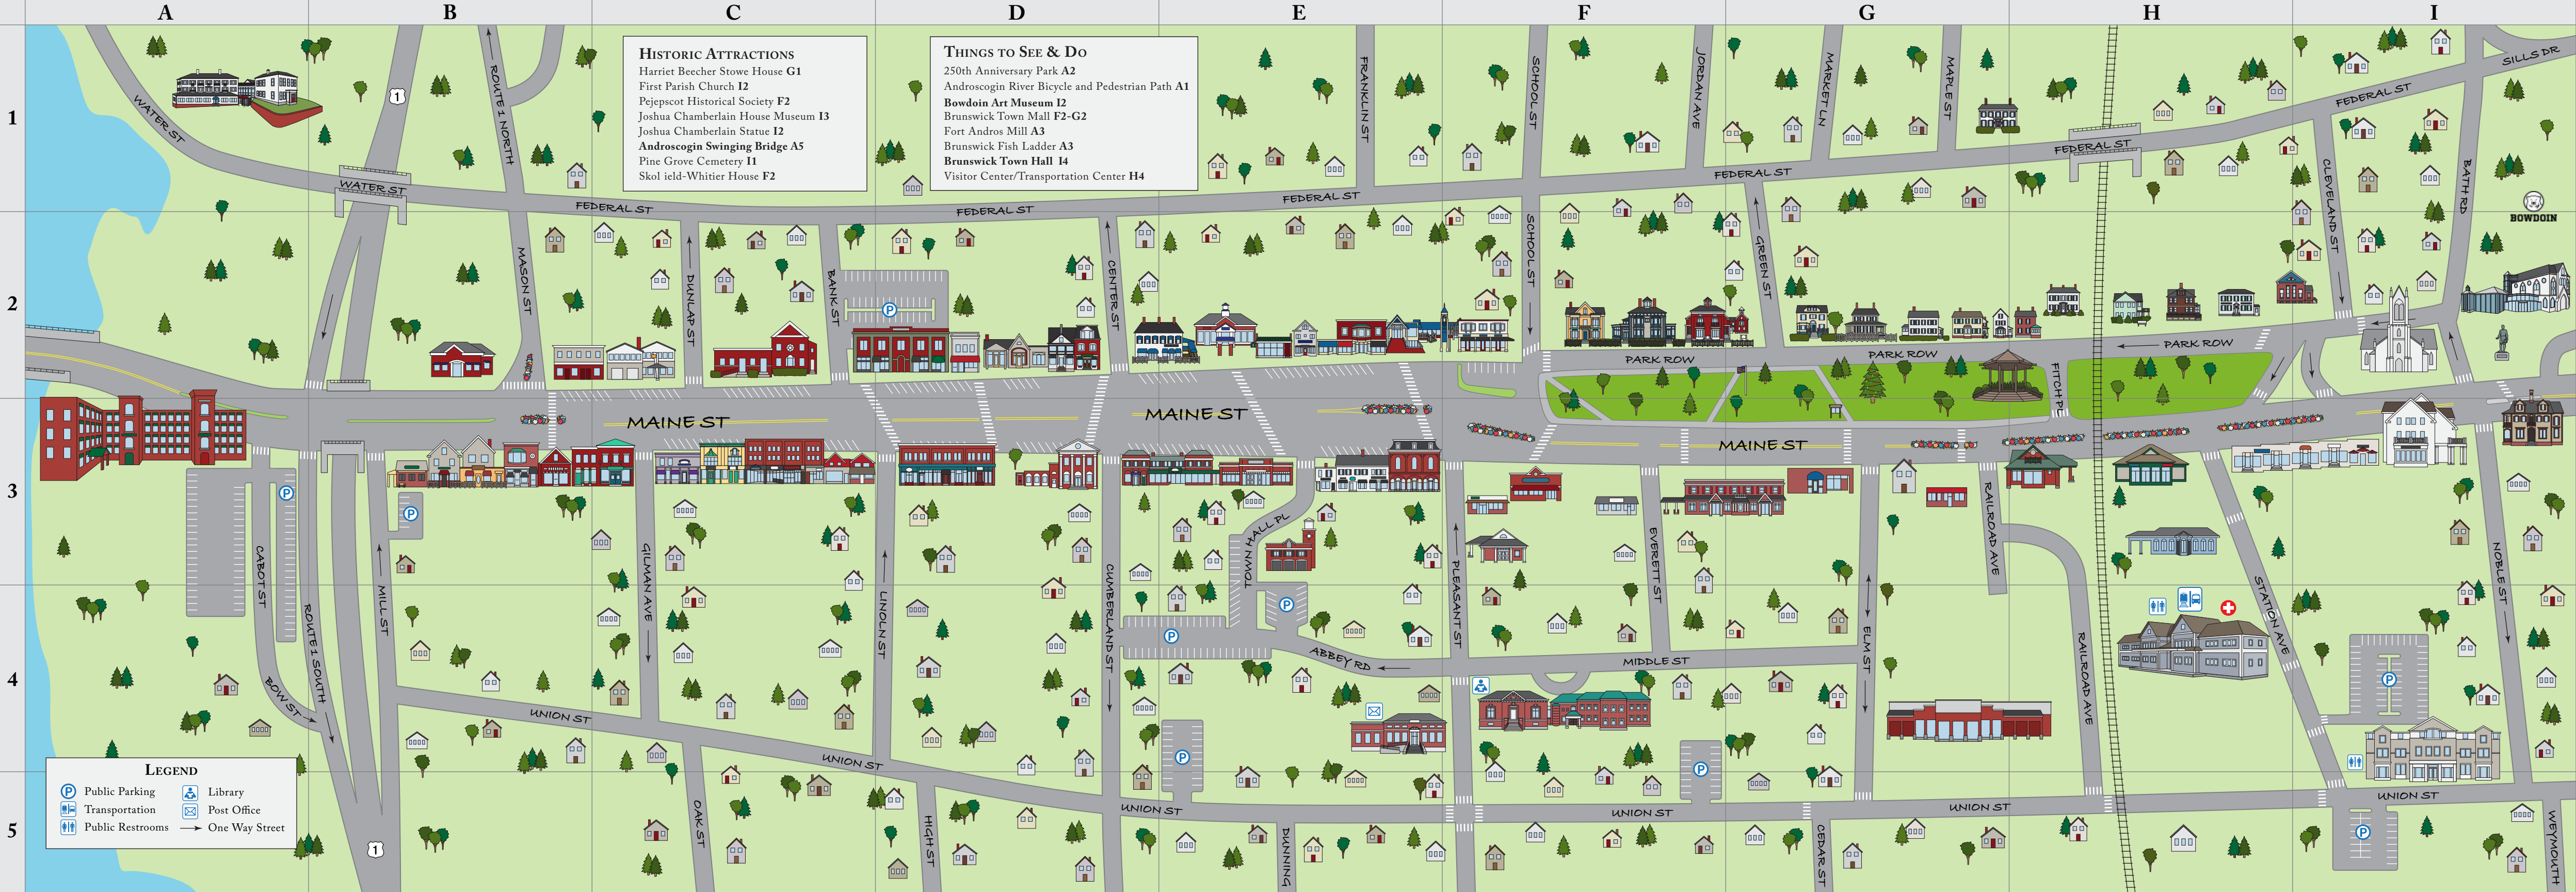 A B C D E F G H I
1
2
3
4
5
HISTORIC ATTRACTIONS
Harriet Beecher Stowe House G1
First Parish Church I2
Pejepscot Historical Society F2
Joshua Chamberlain House Museum I3
Joshua Chamberlain Statue I2
Androscogin Swinging Bridge A5
Pine Grove Cemetery I1
Skol ield-Whitier House F2
THINGS TO SEE & DO
250th Anniversary Park A2
Androscogin River Bicycle and Pedestrian Path A1
Bowdoin Art Museum I2
Brunswick Town Mall F2-G2
Fort Andros Mill A3
Brunswick Fish Ladder A3
Brunswick Town Hall I4
Visitor Center/Transportation Center H4
WATER ST
1
ROUTE 1 NORTH
FRANKLIN ST
SCHOOL ST
JORDAN AVE
MARKET LN
MAPLE ST
FEDERAL ST
FEDERAL ST
SILLS DR
WATER ST
FEDERAL ST
FEDERAL ST
FEDERAL ST
FEDERAL ST
CLEVELAND ST
BATH RD
BOWDOIN
MASON ST
DUNLAP ST
BANK ST
P
CENTER ST
SCHOOL ST
GREEN ST
PARK ROW
PARK ROW
PARK ROW
FITCH PL
MAINE ST
MAINE ST
MAINE ST
P
P
CABOT ST
ROUTE 1 SOUTH
MILL ST
GILMAN AVE
LINCOLN ST
CUMBERLAND ST
TOWN HALL PL
P
P
PLEASANT ST
EVERETT ST
ELM ST
RAILROAD AVE
RAILROAD AVE
STATION AVE
NOBLE ST
BOW ST
ABBEY RD
MIDDLE ST
P
P
P
UNION ST
UNION ST
UNION ST
UNION ST
UNION ST
UNION ST
OAK ST
HIGH ST
DUNNING
CEDAR ST
P
WEYMOUTH
1
LEGEND
P Public Parking
Transportation
Public Restrooms
Library
Post Office
One Way Street